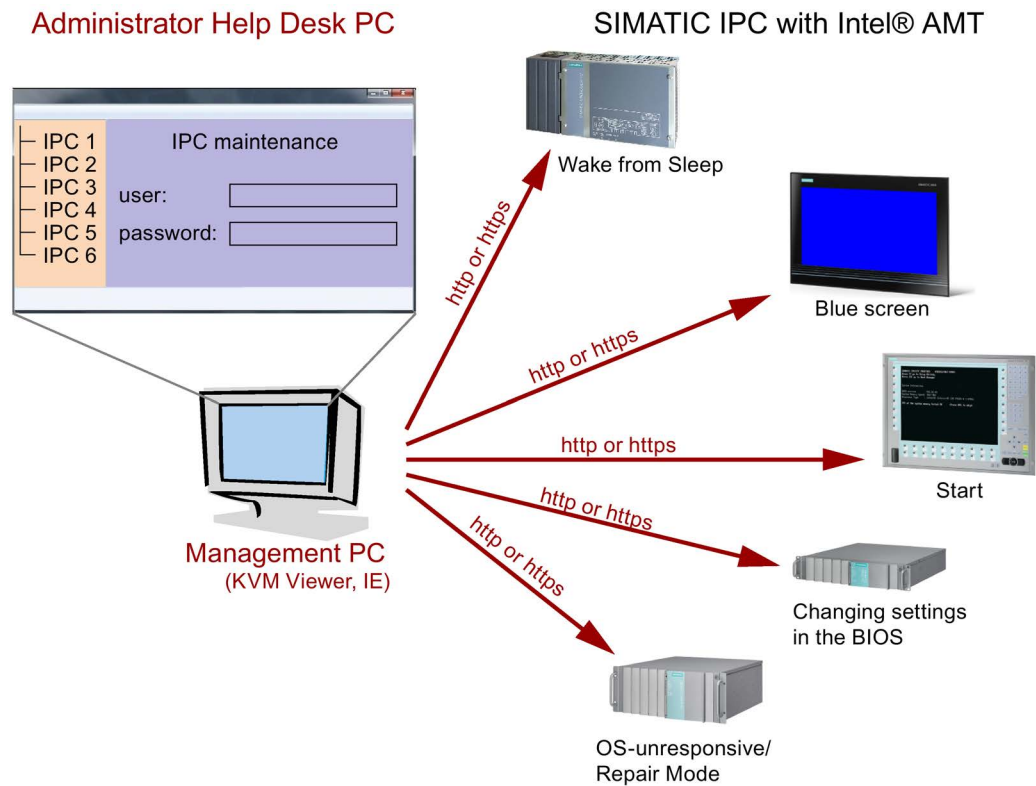 Administrator Help Desk PC
SIMATIC IPC with Intel® AMT
IPC 1
IPC 2
IPC 3
IPC 4
IPC 5
IPC 6
IPC maintenance
user:
password:
Management PC
(KVM Viewer, IE)
http or https
Wake from Sleep
http or https
Blue screen
http or https
Start
http or https
Changing settings
in the BIOS
http or https
OS-unresponsive/
Repair Mode